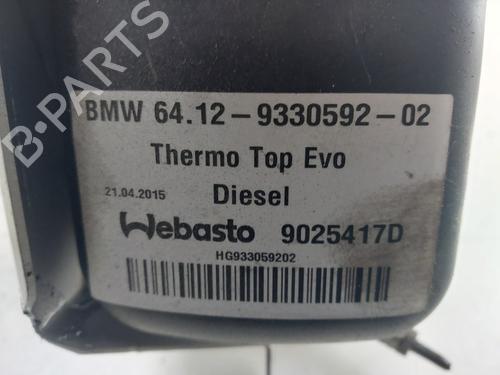 B-PARTS
BMW 64.12-9330592-02
Thermo Top Evo
21.04.2015 Diesel
Webasto 9025417D
HG933059202